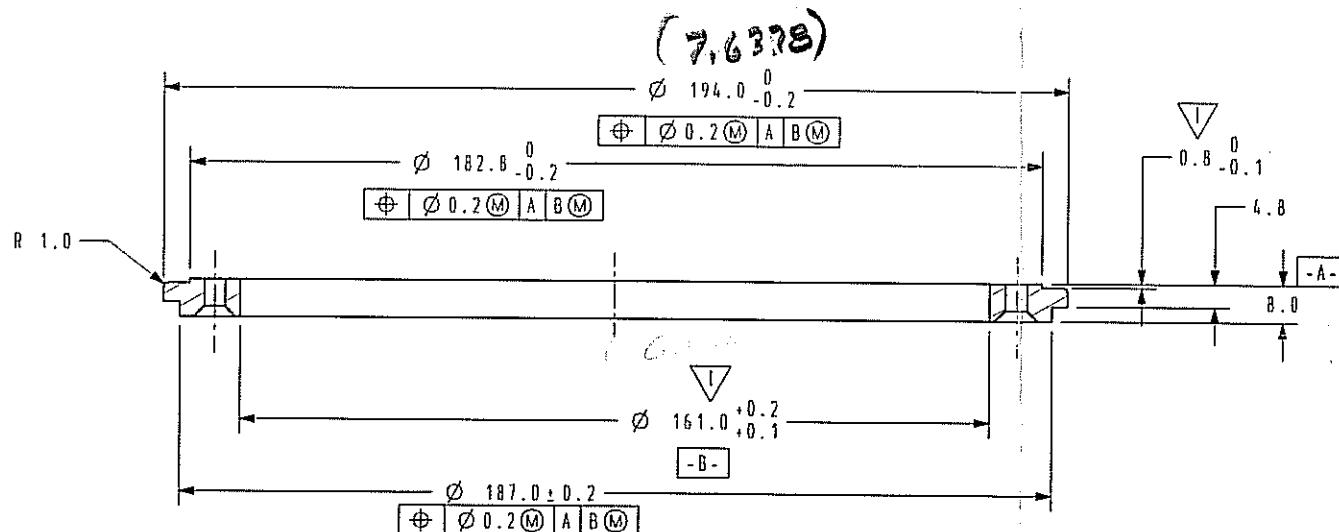 (7.6378)
Ø 194.0 0 -0.2
⌖ Ø 0.2 Ⓜ A B Ⓜ
1
0.8 0 -0.1
Ø 182.8 0 -0.2
⌖ Ø 0.2 Ⓜ A B Ⓜ
4.8
R 1.0
-A-
8.0
1
Ø 161.0 +0.2 +0.1
-B-
Ø 187.0 ± 0.2
⌖ Ø 0.2 Ⓜ A B Ⓜ